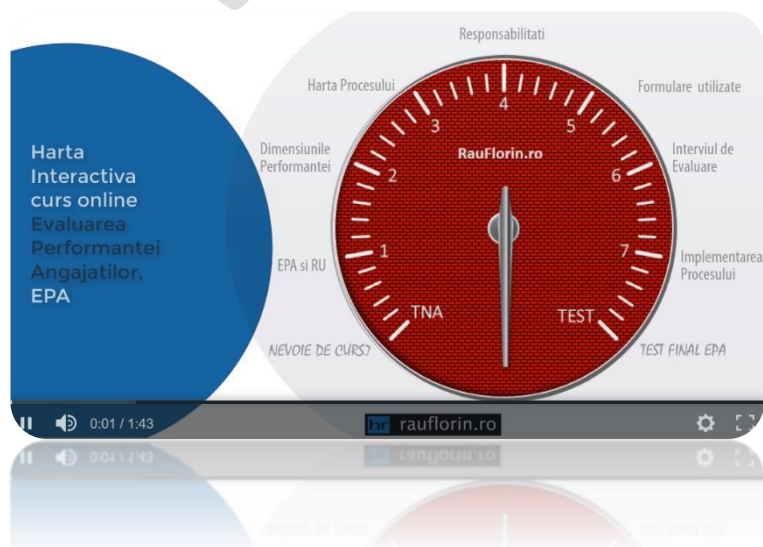 Harta
Interactiva
curs online
Evaluarea
Performantei
Angajatilor,
EPA
Responsabilitati
Harta Procesului
Formulare utilizate
Dimensiunile
Performantei
Interviul de
Evaluare
EPA si RU
Implementarea
Procesului
NEVOIE DE CURS?
TEST FINAL EPA
RauFlorin.ro
TNA
1
2
3
4
5
6
7
TEST
0:01 / 1:43
hr rauflorin.ro